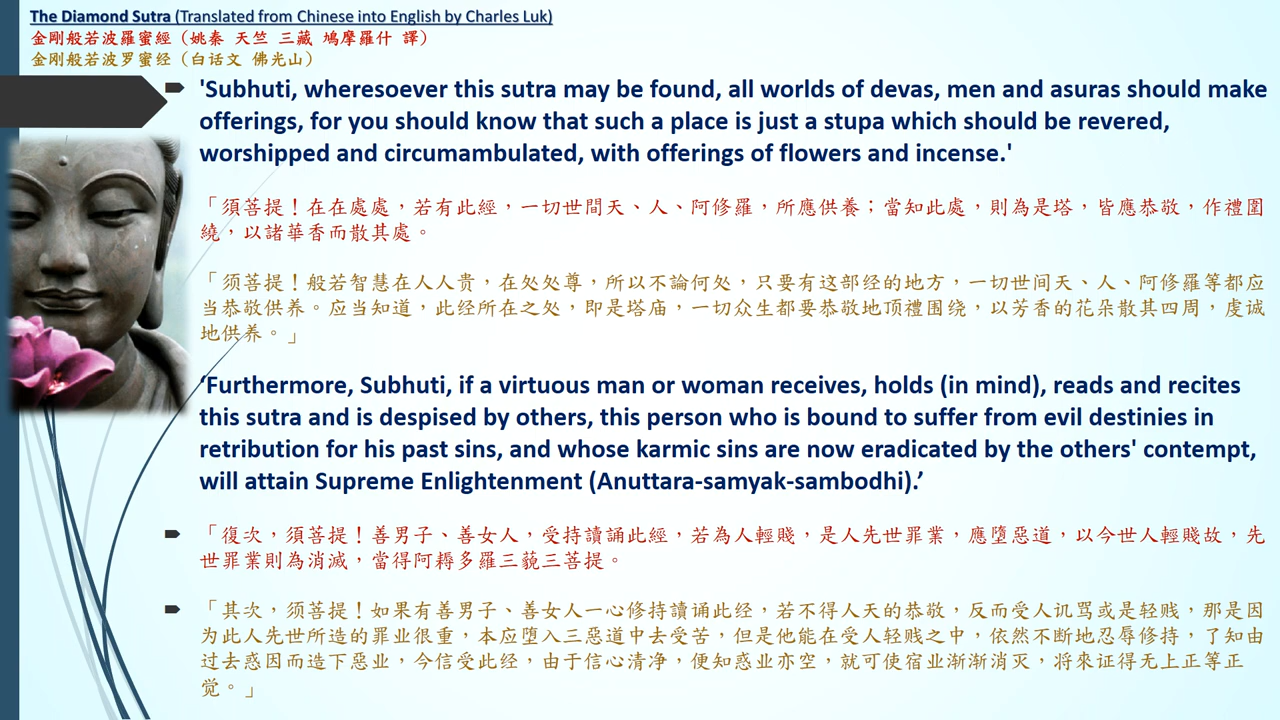 The Diamond Sutra (Translated from Chinese into English by Charles Luk)
金剛般若波羅蜜經（姚秦 天竺 三藏 鳩摩羅什 譯）
金剛般若波罗蜜经（白话文 佛光山）
'Subhuti, wheresoever this sutra may be found, all worlds of devas, men and asuras should make
offerings, for you should know that such a place is just a stupa which should be revered,
worshipped and circumambulated, with offerings of flowers and incense.'
「須菩提！在在處處，若有此經，一切世間天、人、阿修羅，所應供養；當知此處，則為是塔，皆應恭敬，作禮圍
繞，以諸華香而散其處。
「须菩提！般若智慧在人人贵，在处处尊，所以不論何处，只要有这部经的地方，一切世间天、人、阿修羅等都应
当恭敬供养。应当知道，此经所在之处，即是塔庙，一切众生都要恭敬地顶禮围绕，以芳香的花朵散其四周，虔诚
地供养。」
‘Furthermore, Subhuti, if a virtuous man or woman receives, holds (in mind), reads and recites
this sutra and is despised by others, this person who is bound to suffer from evil destinies in
retribution for his past sins, and whose karmic sins are now eradicated by the others' contempt,
will attain Supreme Enlightenment (Anuttara-samyak-sambodhi).’
「復次，須菩提！善男子、善女人，受持讀誦此經，若為人輕賤，是人先世罪業，應墮惡道，以今世人輕賤故，先
世罪業則為消滅，當得阿耨多羅三藐三菩提。
「其次，须菩提！如果有善男子、善女人一心修持讀诵此经，若不得人天的恭敬，反而受人讥骂或是轻贱，那是因
为此人先世所造的罪业很重，本应堕入三惡道中去受苦，但是他能在受人轻贱之中，依然不断地忍辱修持，了知由
过去惑因而造下惡业，今信受此经，由于信心清净，便知惑业亦空，就可使宿业渐渐消灭，将來证得无上正等正
觉。」